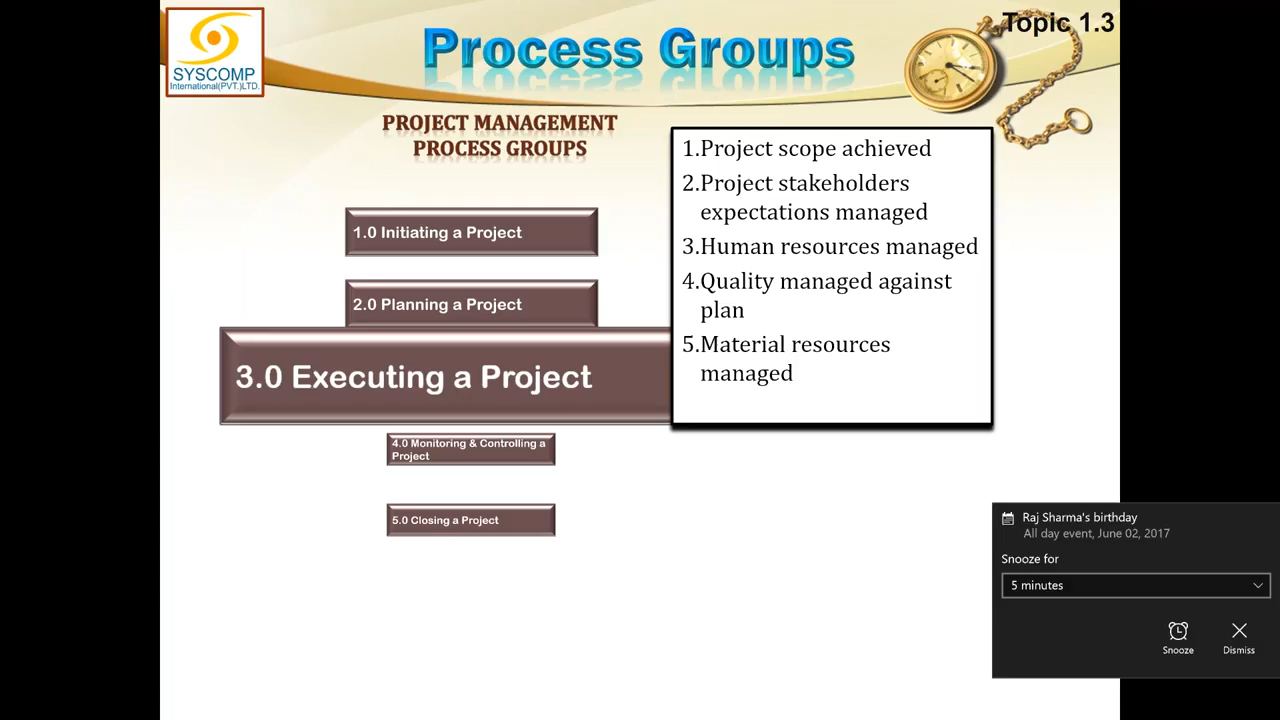 Topic 1.3
Process Groups
SYSCOMP
International(PVT.)LTD.
PROJECT MANAGEMENT
PROCESS GROUPS
1.0 Initiating a Project
2.0 Planning a Project
3.0 Executing a Project
4.0 Monitoring & Controlling a
Project
5.0 Closing a Project
1.Project scope achieved
2.Project stakeholders
expectations managed
3.Human resources managed
4.Quality managed against
plan
5.Material resources
managed
Raj Sharma's birthday
All day event, June 02, 2017
Snooze for
5 minutes
Snooze
Dismiss